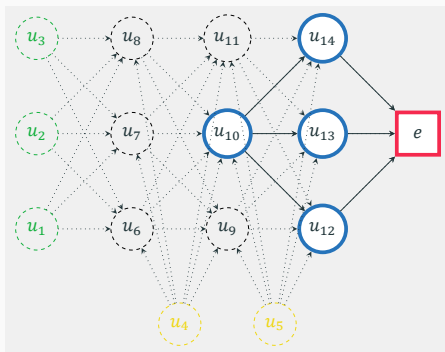 u₃ u₈ u₁₁ u₁₄
u₂ u₇ u₁₀ u₁₃ e
u₁ u₆ u₉ u₁₂
u₄ u₅